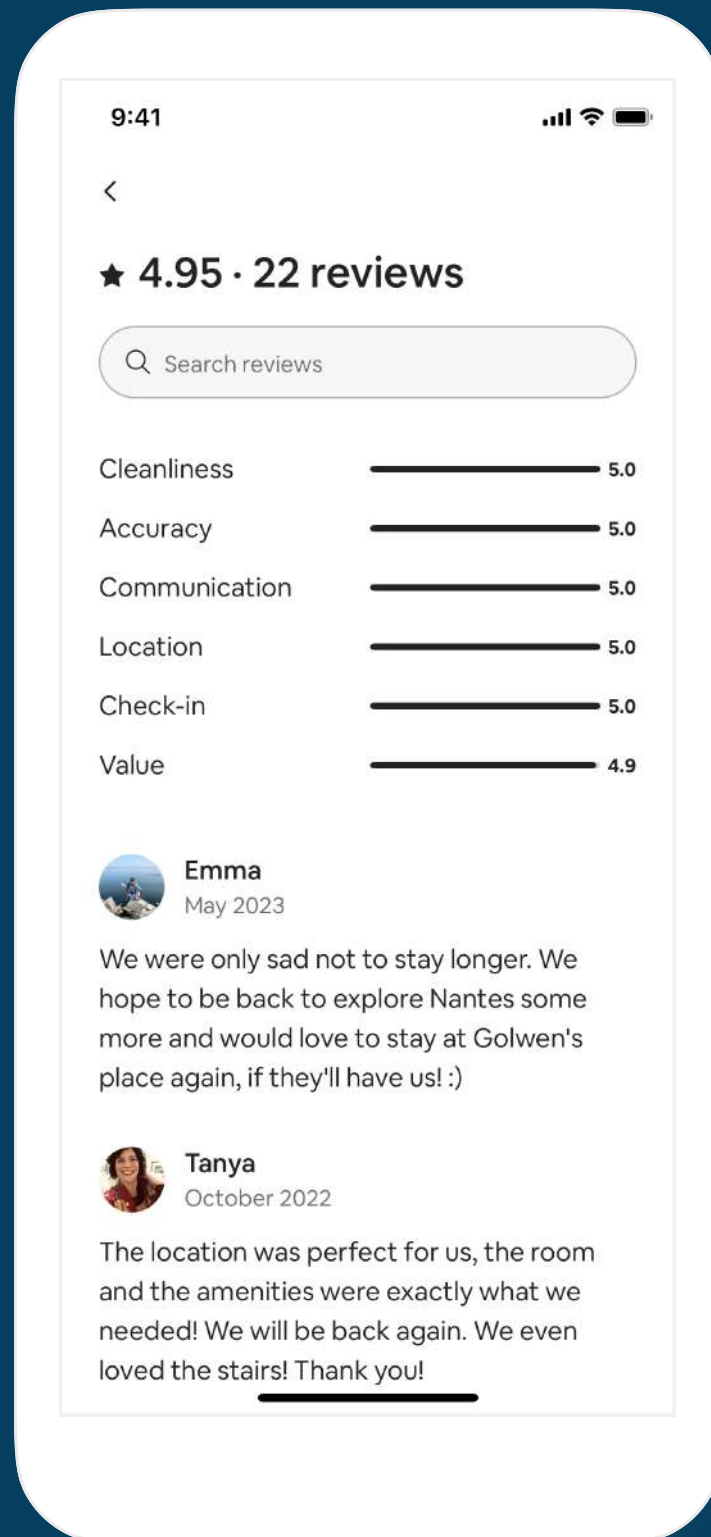 9:41
★ 4.95 · 22 reviews
Search reviews
Cleanliness 5.0
Accuracy 5.0
Communication 5.0
Location 5.0
Check-in 5.0
Value 4.9
Emma
May 2023
We were only sad not to stay longer. We
hope to be back to explore Nantes some
more and would love to stay at Golwen's
place again, if they'll have us! :)
Tanya
October 2022
The location was perfect for us, the room
and the amenities were exactly what we
needed! We will be back again. We even
loved the stairs! Thank you!